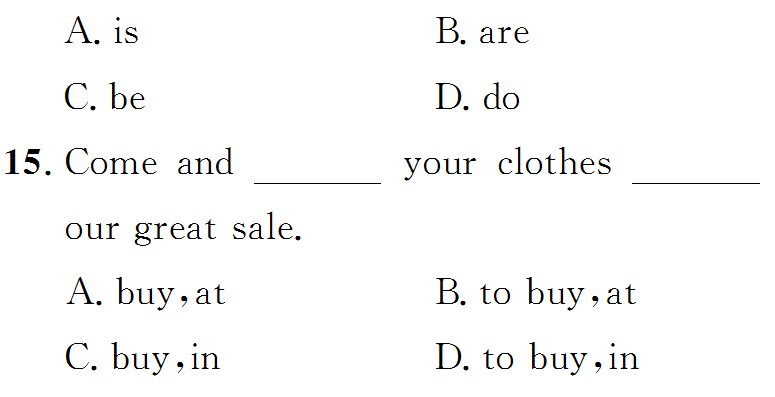 A. is B. are
C. be D. do
15. Come and ______ your clothes ______
our great sale.
A. buy,at B. to buy,at
C. buy,in D. to buy,in